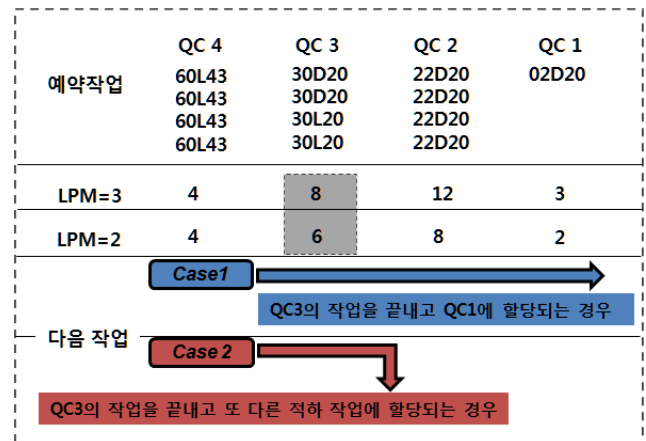 QC 4 QC 3 QC 2 QC 1
예약작업
60L43 30D20 22D20 02D20
60L43 30D20 22D20
60L43 30L20 22D20
60L43 30L20 22D20
LPM=3 4 8 12 3
LPM=2 4 6 8 2
Case1
QC3의 작업을 끝내고 QC1에 할당되는 경우
다음 작업
Case 2
QC3의 작업을 끝내고 또 다른 적하 작업에 할당되는 경우